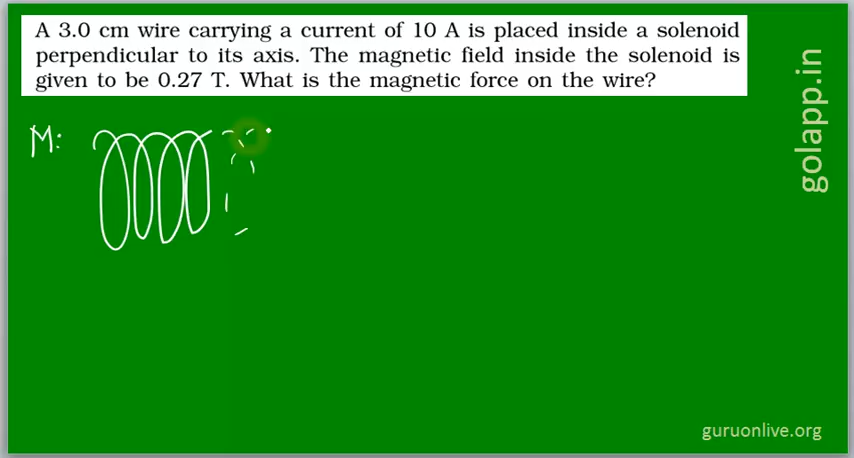 A 3.0 cm wire carrying a current of 10 A is placed inside a solenoid
perpendicular to its axis. The magnetic field inside the solenoid is
given to be 0.27 T. What is the magnetic force on the wire?
M:
golapp.in
guruonlive.org